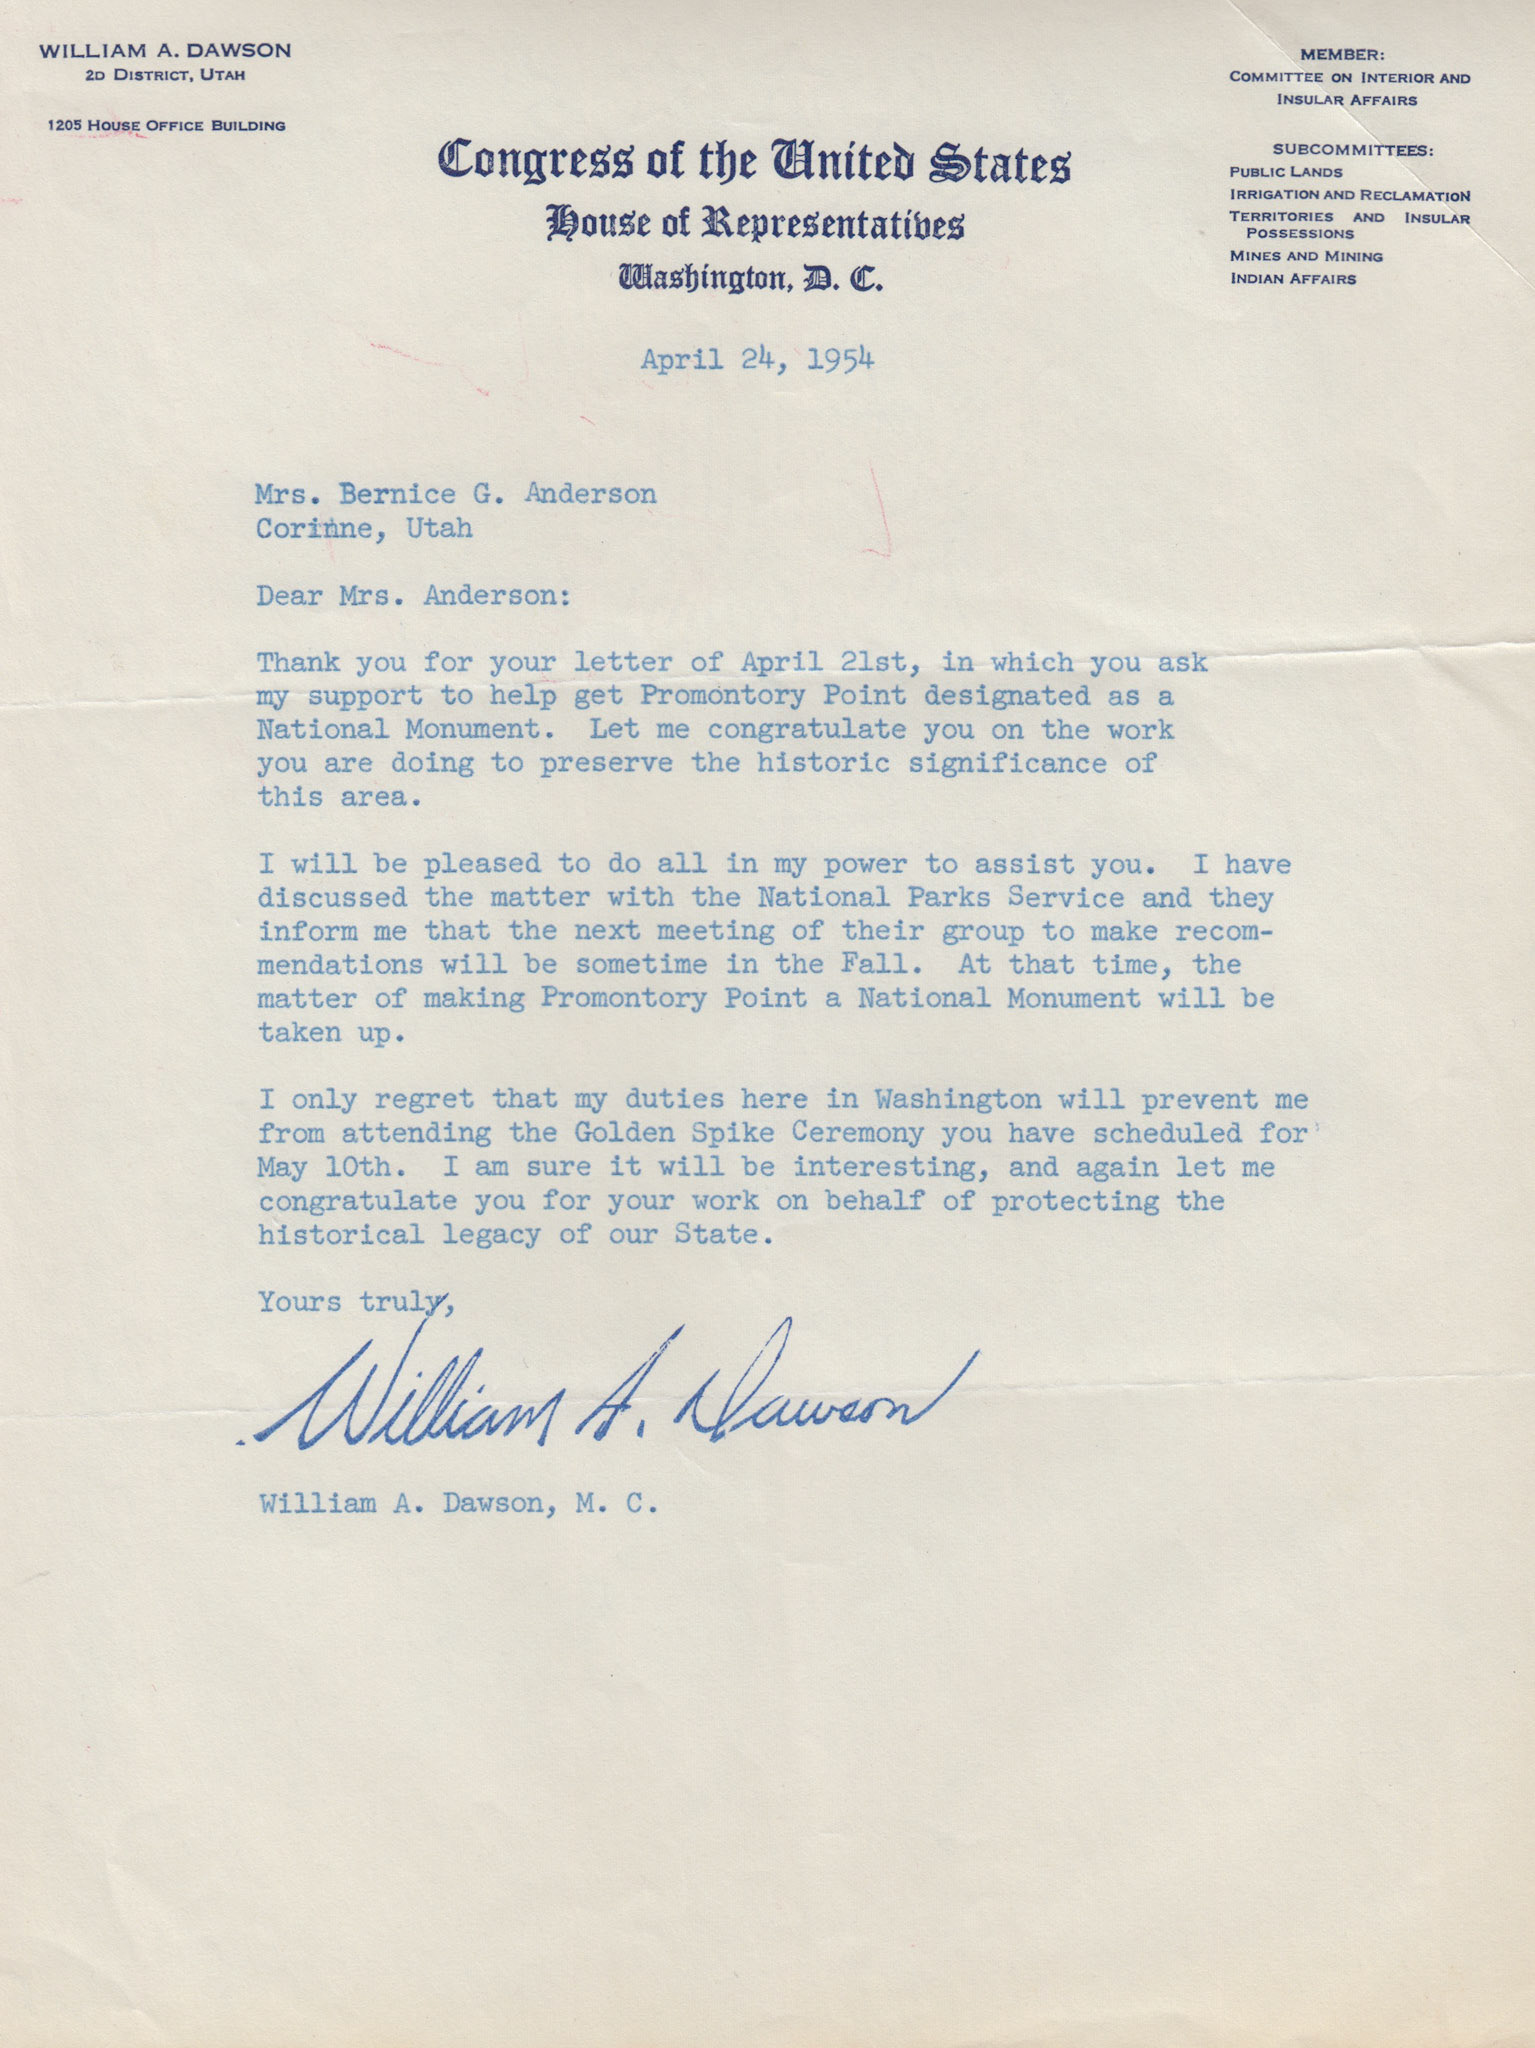 WILLIAM A. DAWSON
2D DISTRICT, UTAH
1205 HOUSE OFFICE BUILDING
MEMBER:
COMMITTEE ON INTERIOR AND
INSULAR AFFAIRS
SUBCOMMITTEES:
PUBLIC LANDS
IRRIGATION AND RECLAMATION
TERRITORIES AND INSULAR
POSSESSIONS
MINES AND MINING
INDIAN AFFAIRS
Congress of the United States
House of Representatives
Washington, D. C.
April 24, 1954
Mrs. Bernice G. Anderson
Corinne, Utah
Dear Mrs. Anderson:
Thank you for your letter of April 21st, in which you ask
my support to help get Promontory Point designated as a
National Monument. Let me congratulate you on the work
you are doing to preserve the historic significance of
this area.
I will be pleased to do all in my power to assist you. I have
discussed the matter with the National Parks Service and they
inform me that the next meeting of their group to make recom-
mendations will be sometime in the Fall. At that time, the
matter of making Promontory Point a National Monument will be
taken up.
I only regret that my duties here in Washington will prevent me
from attending the Golden Spike Ceremony you have scheduled for
May 10th. I am sure it will be interesting, and again let me
congratulate you for your work on behalf of protecting the
historical legacy of our State.
Yours truly,
William A. Dawson
William A. Dawson, M. C.